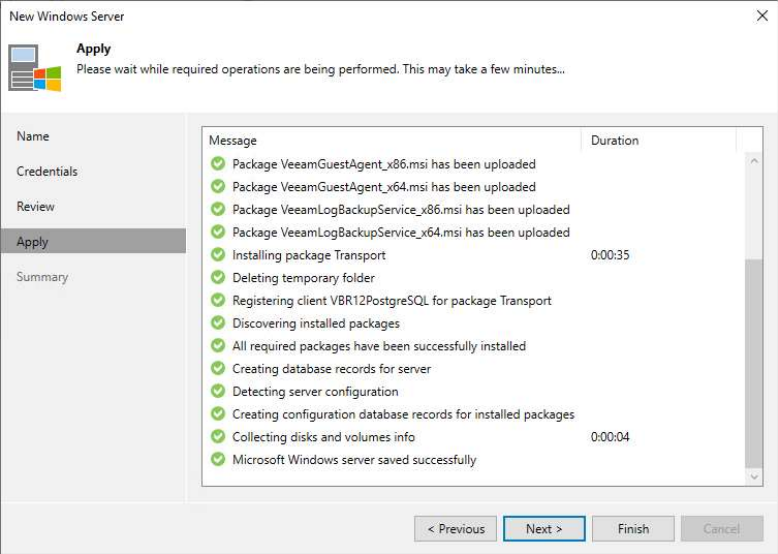 New Windows Server
Apply
Please wait while required operations are being performed. This may take a few minutes...
Name
Credentials
Review
Apply
Summary
Message Duration
Package VeeamGuestAgent_x86.msi has been uploaded
Package VeeamGuestAgent_x64.msi has been uploaded
Package VeeamLogBackupService_x86.msi has been uploaded
Package VeeamLogBackupService_x64.msi has been uploaded
Installing package Transport 0:00:35
Deleting temporary folder
Registering client VBR12PostgreSQL for package Transport
Discovering installed packages
All required packages have been successfully installed
Creating database records for server
Detecting server configuration
Creating configuration database records for installed packages
Collecting disks and volumes info 0:00:04
Microsoft Windows server saved successfully
< Previous Next > Finish Cancel